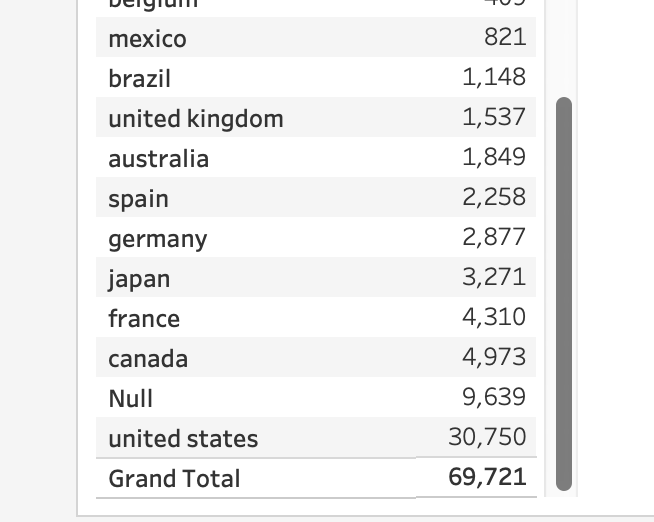 mexico 821
brazil 1,148
united kingdom 1,537
australia 1,849
spain 2,258
germany 2,877
japan 3,271
france 4,310
canada 4,973
Null 9,639
united states 30,750
Grand Total 69,721